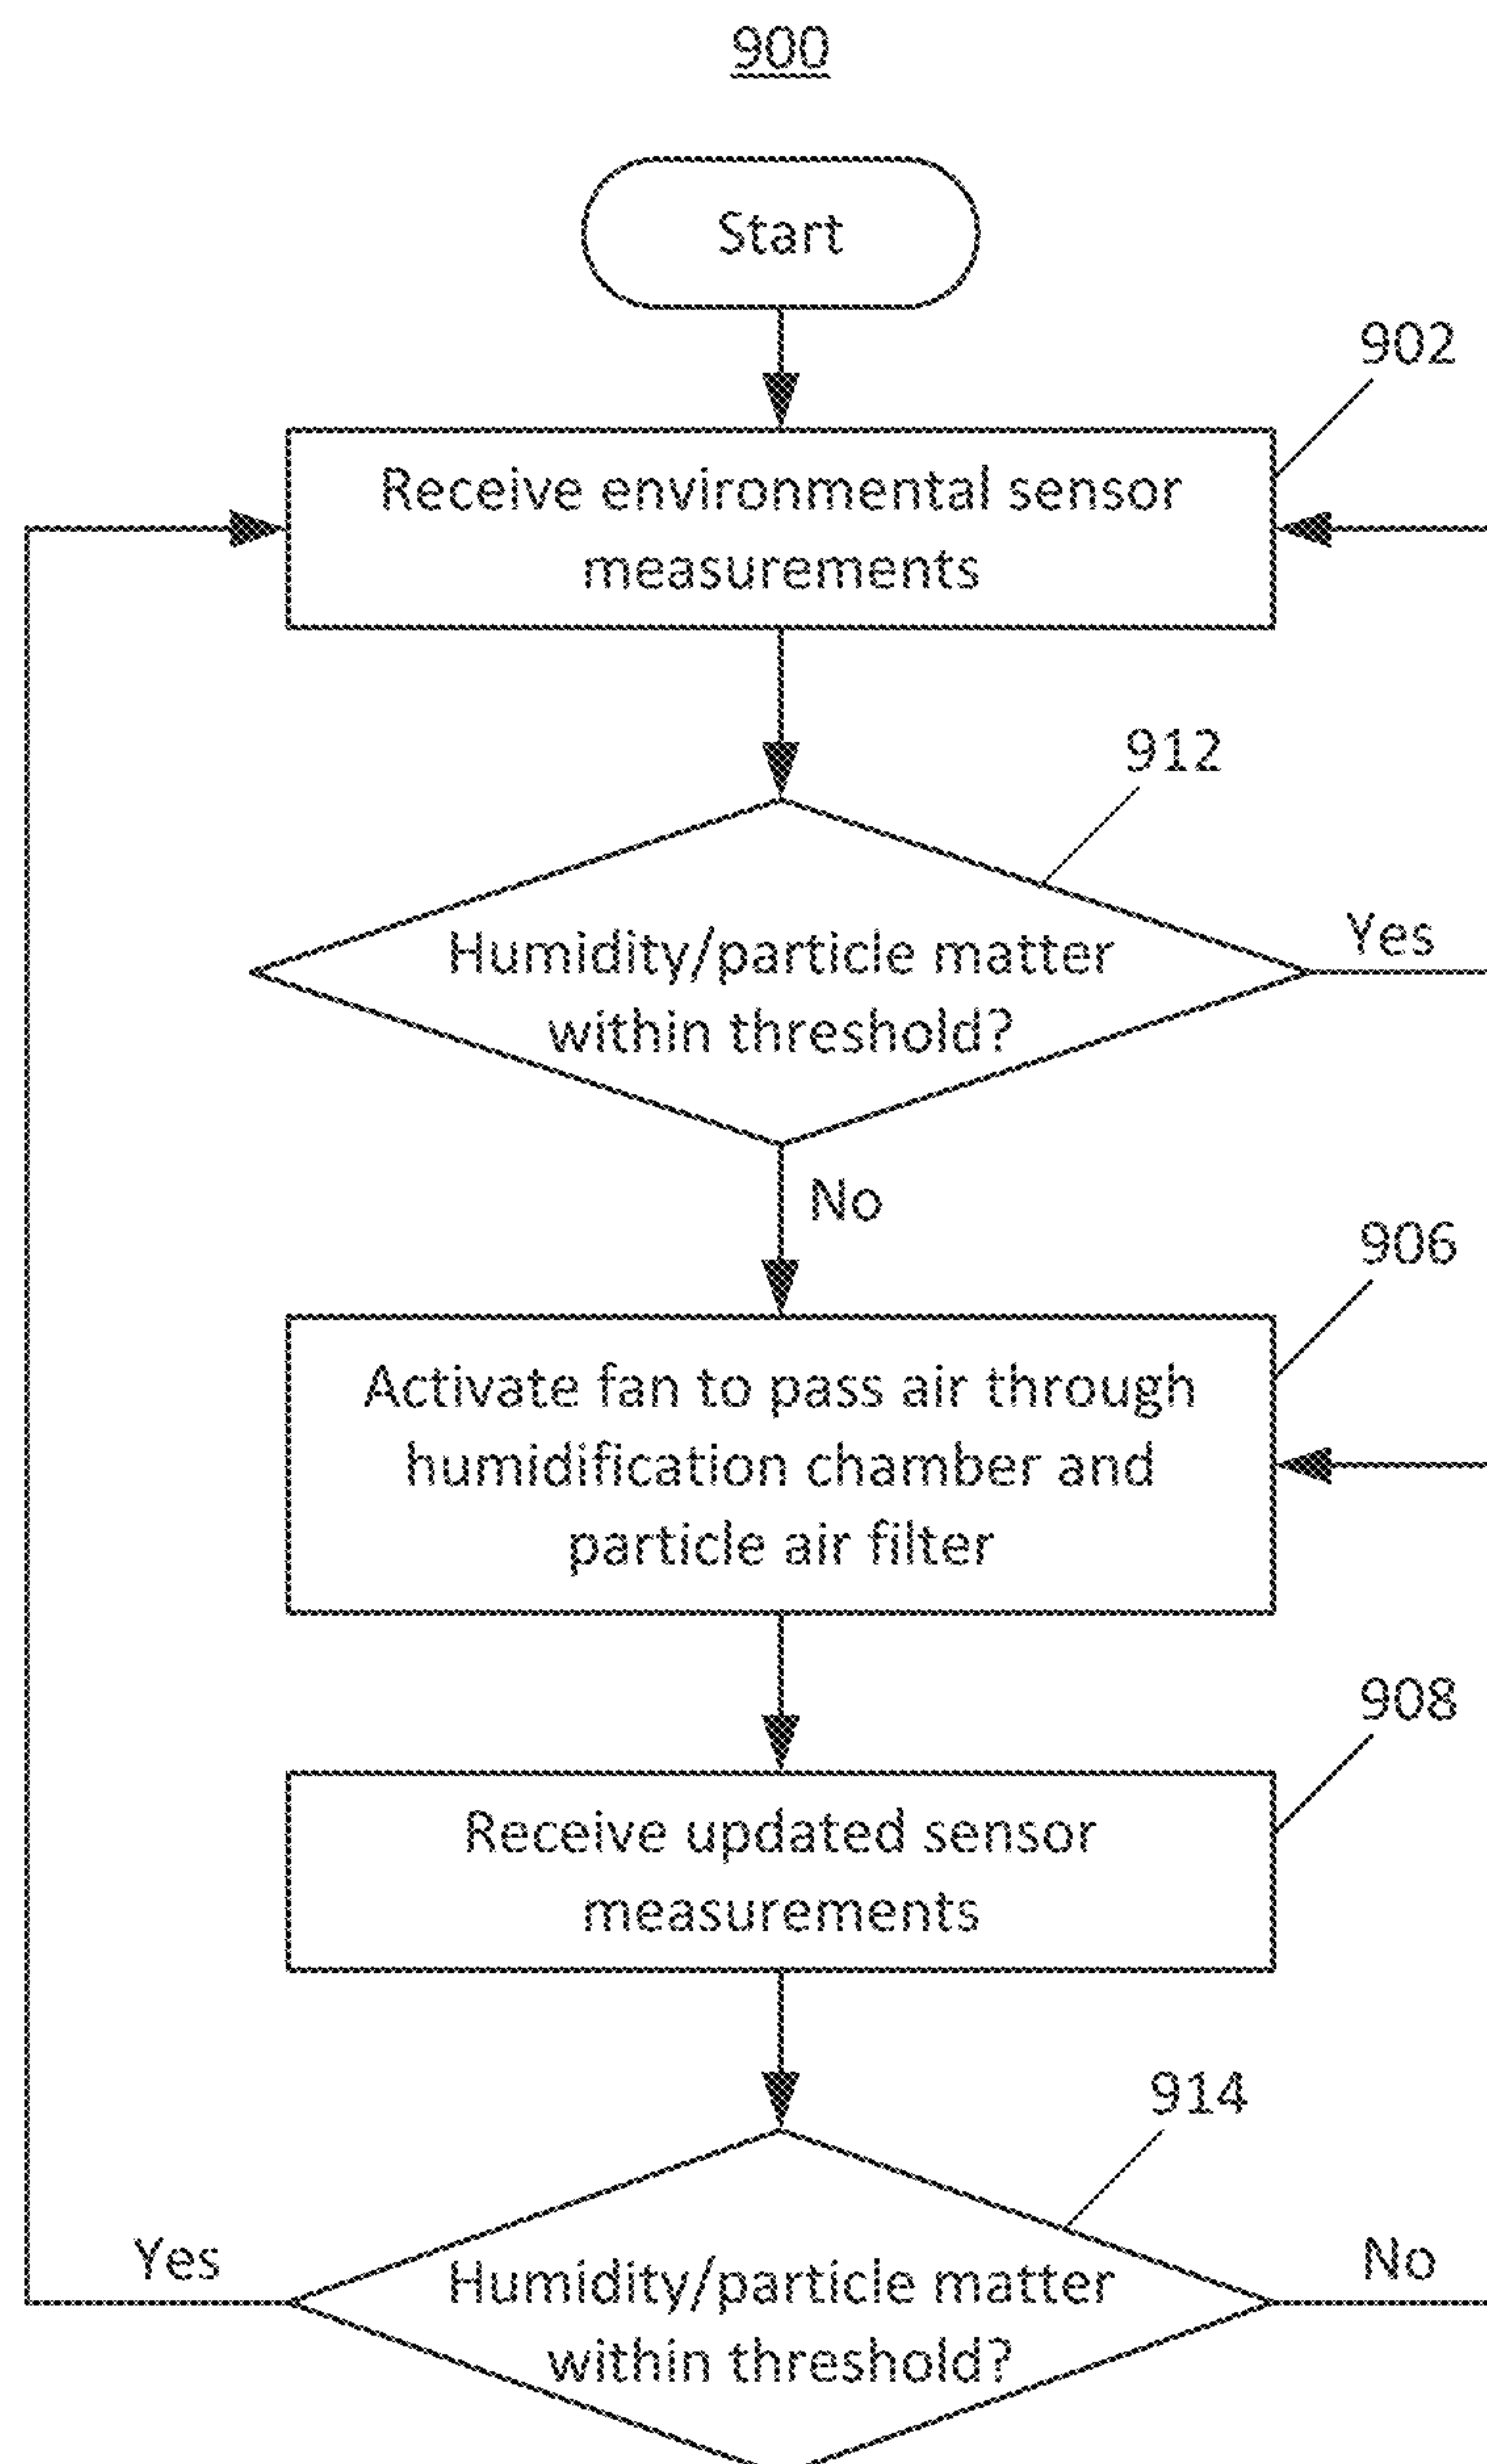 900
Start
902
Receive environmental sensor
measurements
912
Humidity/particle matter
within threshold?
Yes
No
906
Activate fan to pass air through
humidification chamber and
particle air filter
908
Receive updated sensor
measurements
914
Yes
Humidity/particle matter
within threshold?
No